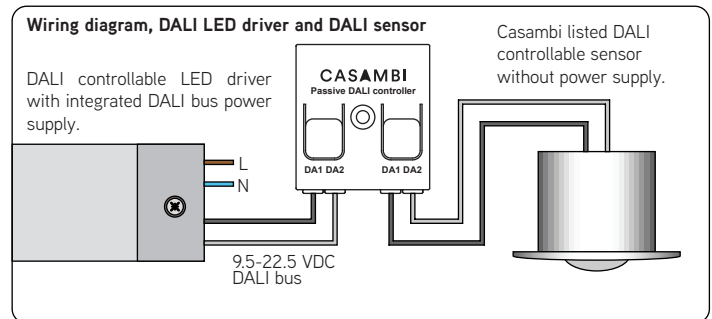 Wiring diagram, DALI LED driver and DALI sensor
DALI controllable LED driver
with integrated DALI bus power
supply.
CASAMBI
Passive DALI controller
DA1 DA2
DA1 DA2
Casambi listed DALI
controllable sensor
without power supply.
L
N
9.5-22.5 VDC
DALI bus